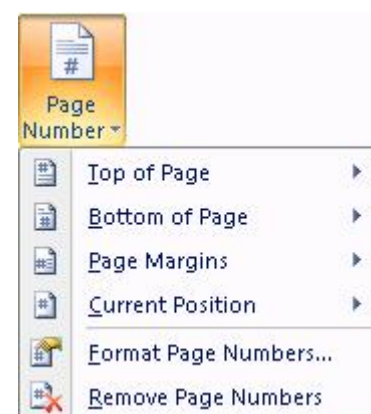 Page
Number
Top of Page
Bottom of Page
Page Margins
Current Position
Format Page Numbers...
Remove Page Numbers